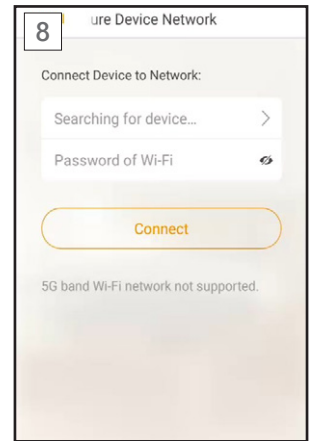 8
ure Device Network
Connect Device to Network:
Searching for device...
Password of Wi-Fi
Connect
5G band Wi-Fi network not supported.